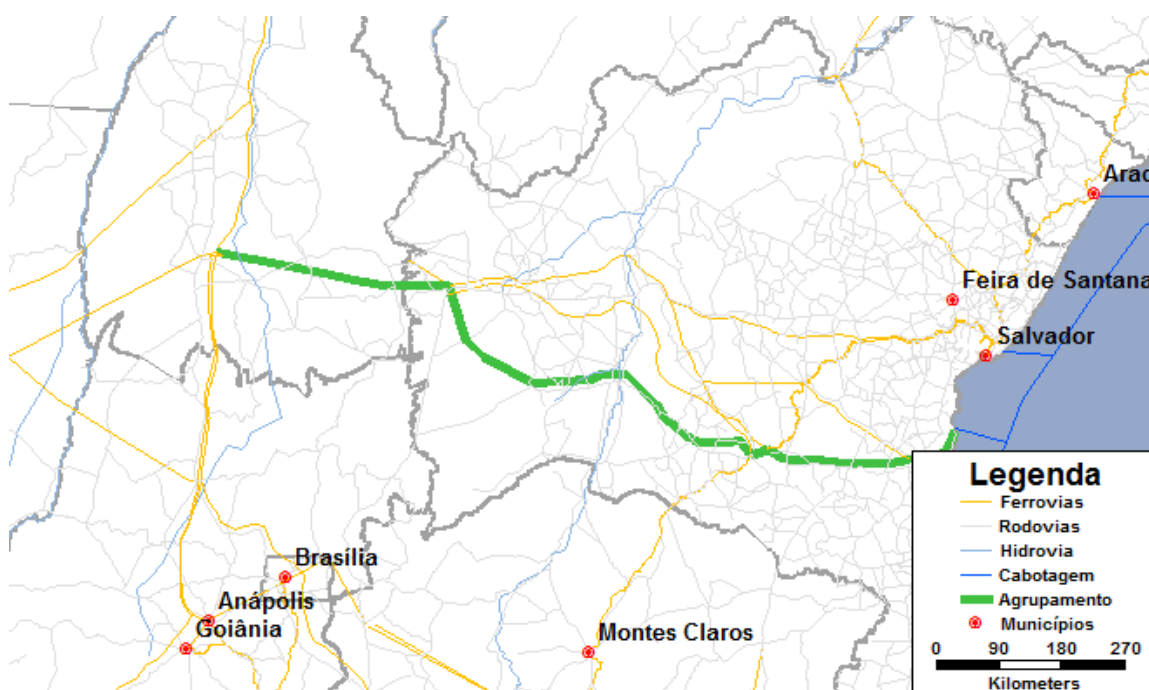 Arac
Feira de Santana
Salvador
Brasília
Anápolis
Goiânia
Montes Claros
Legenda
Ferrovias
Rodovias
Hidrovia
Cabotagem
Agrupamento
Municípios
0 90 180 270
Kilometers